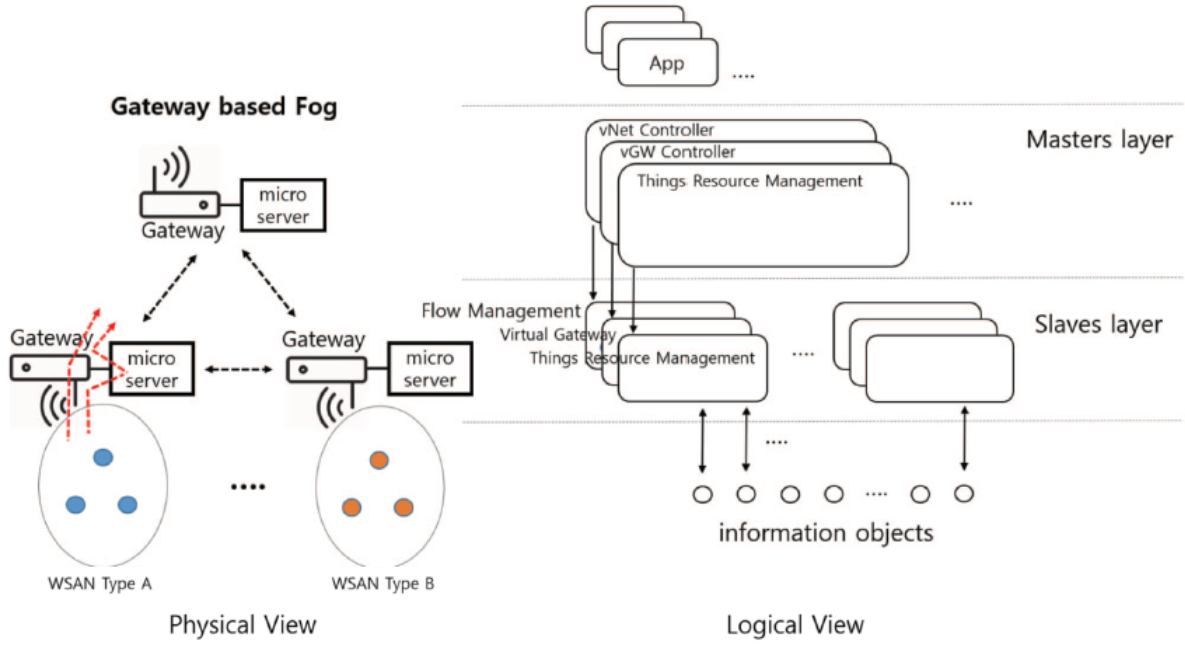 Gateway based Fog
micro
server
Gateway
Gateway
micro
server
Gateway
micro
server
....
WSAN Type A
WSAN Type B
Physical View
App
....
Masters layer
vNet Controller
vGW Controller
Things Resource Management
....
Slaves layer
Flow Management
Virtual Gateway
Things Resource Management
....
....
....
information objects
Logical View